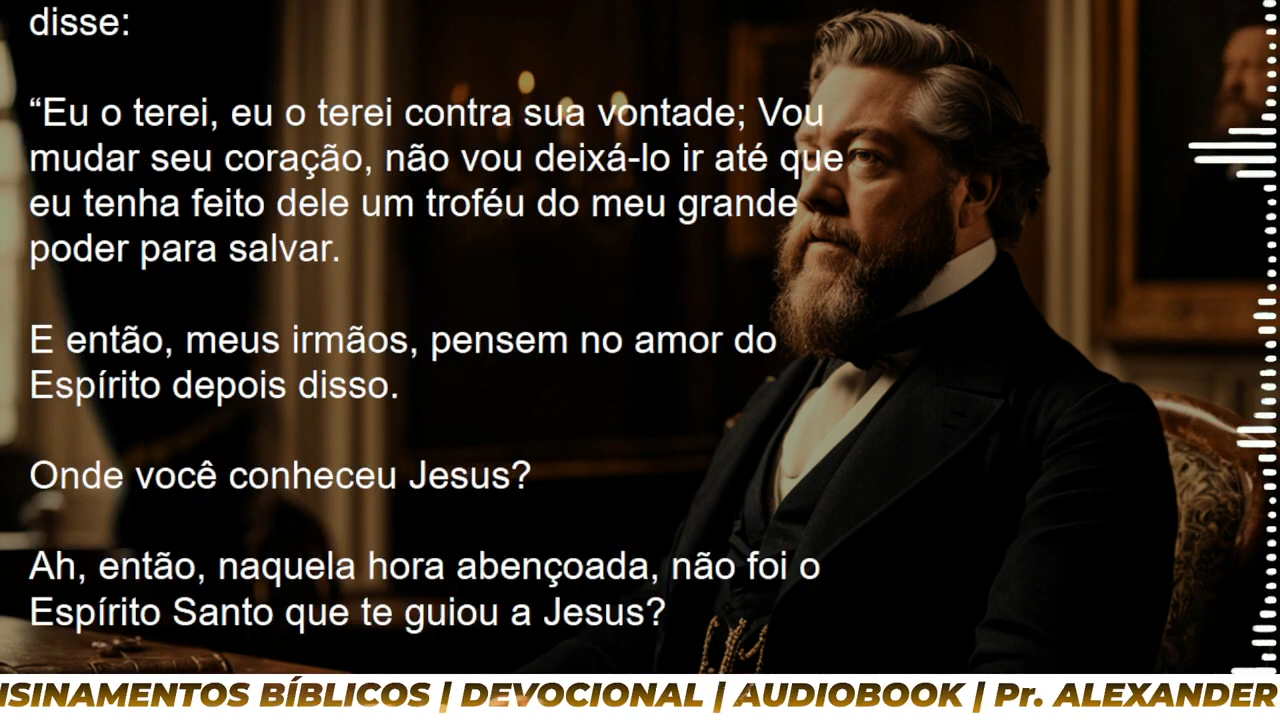 disse:
“Eu o terei, eu o terei contra sua vontade; Vou
mudar seu coração, não vou deixá-lo ir até que
eu tenha feito dele um troféu do meu grande
poder para salvar.
E então, meus irmãos, pensem no amor do
Espírito depois disso.
Onde você conheceu Jesus?
Ah, então, naquela hora abençoada, não foi o
Espírito Santo que te guiou a Jesus?
NSINAMENTOS BÍBLICOS | DEVOCIONAL | AUDIOBOOK | Pr. ALEXANDER